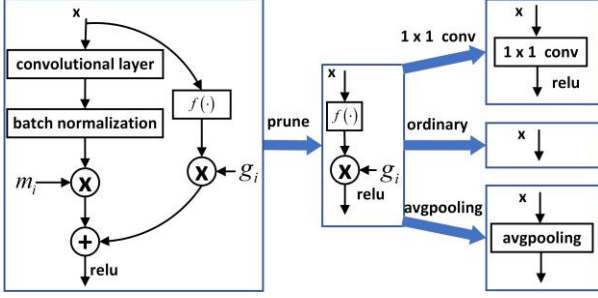 x
convolutional layer
f(·)
batch normalization
m_i
X
X
g_i
+
relu
prune
x
f(·)
X
g_i
relu
1 x 1 conv
ordinary
avgpooling
x
1 x 1 conv
relu
x
x
avgpooling